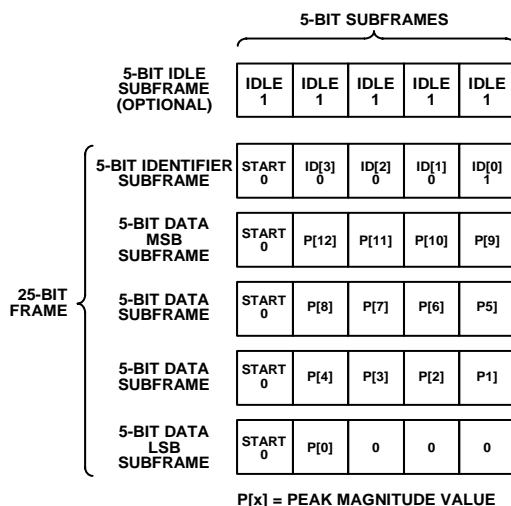 5-BIT SUBFRAMES
5-BIT IDLE
SUBFRAME
(OPTIONAL)
IDLE
1
IDLE
1
IDLE
1
IDLE
1
IDLE
1
25-BIT
FRAME
5-BIT IDENTIFIER
SUBFRAME
START
0
ID[3]
0
ID[2]
0
ID[1]
0
ID[0]
1
5-BIT DATA
MSB
SUBFRAME
START
0
P[12]
P[11]
P[10]
P[9]
5-BIT DATA
SUBFRAME
START
0
P[8]
P[7]
P[6]
P5]
5-BIT DATA
SUBFRAME
START
0
P[4]
P[3]
P[2]
P1]
5-BIT DATA
LSB
SUBFRAME
START
0
P[0]
0
0
0
P[x] = PEAK MAGNITUDE VALUE